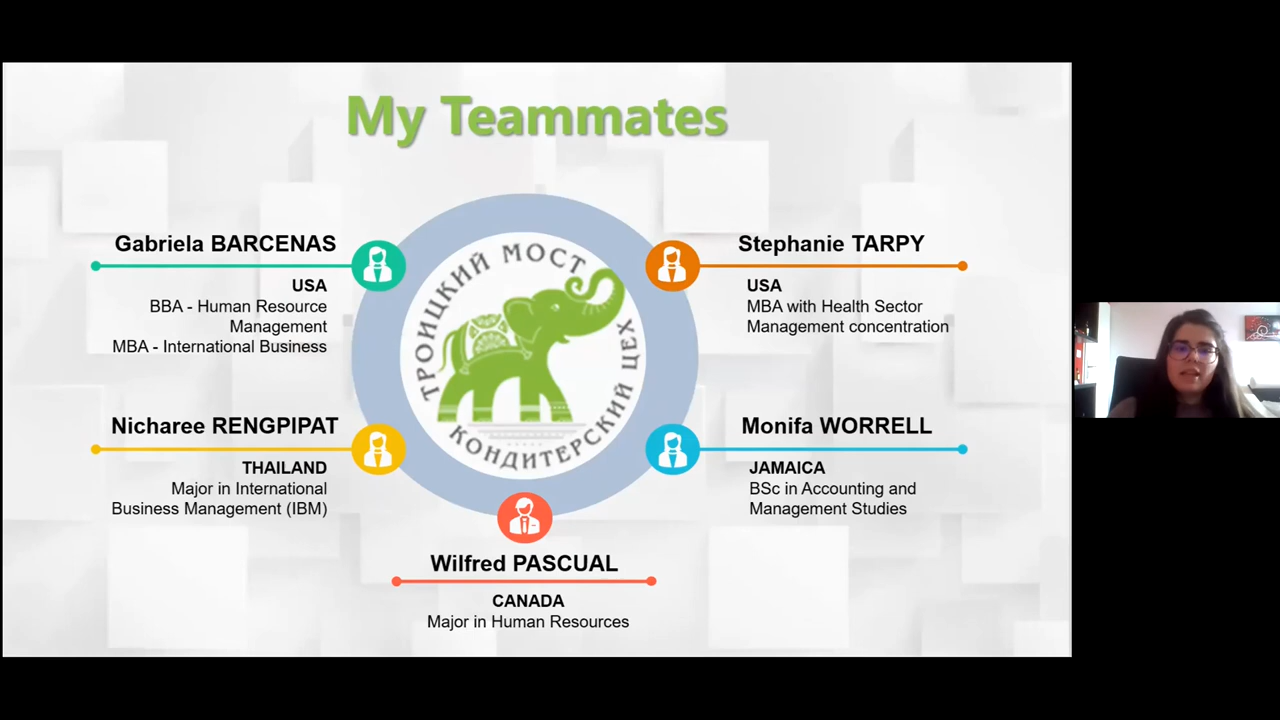 My Teammates
Gabriela BARCENAS
USA
BBA - Human Resource
Management
MBA - International Business
Stephanie TARPY
USA
MBA with Health Sector
Management concentration
ТРОИЦКИЙ МОСТ
КОНДИТЕРСКИЙ ЦЕХ
Nicharee RENGPIPAT
THAILAND
Major in International
Business Management (IBM)
Monifa WORRELL
JAMAICA
BSc in Accounting and
Management Studies
Wilfred PASCUAL
CANADA
Major in Human Resources